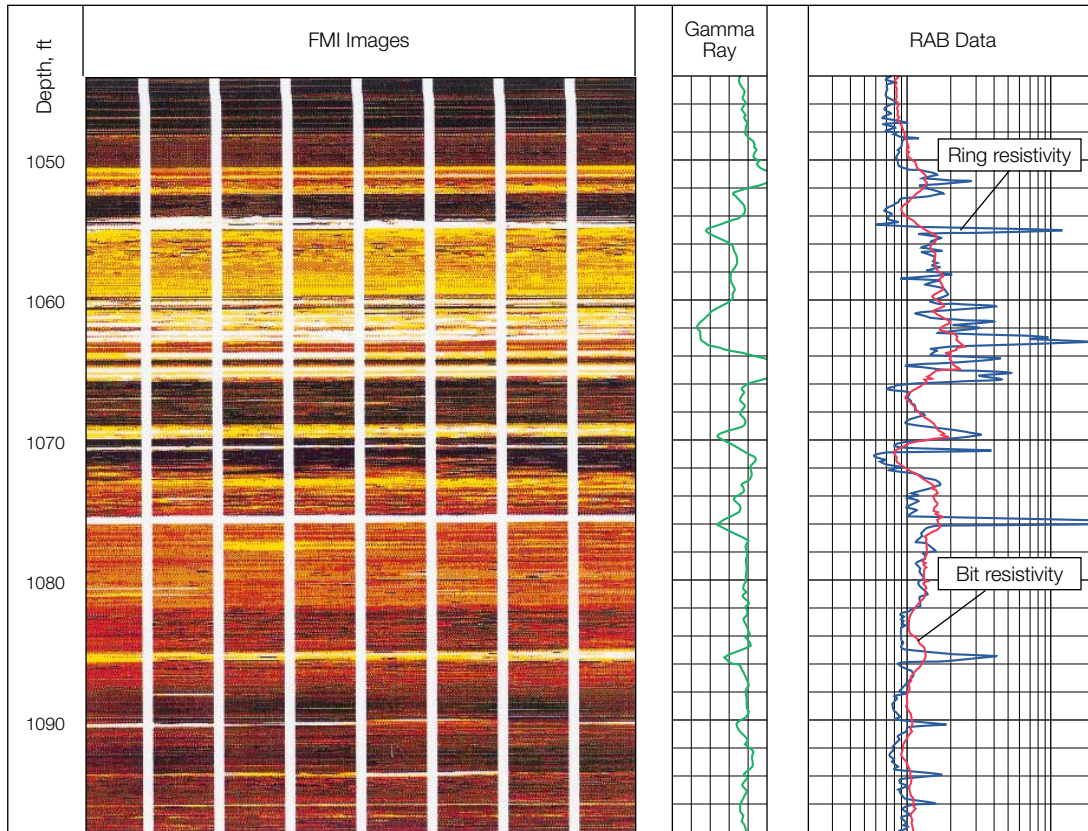 Depth, ft
FMI Images
Gamma
Ray
RAB Data
1050
1060
1070
1080
1090
Ring resistivity
Bit resistivity